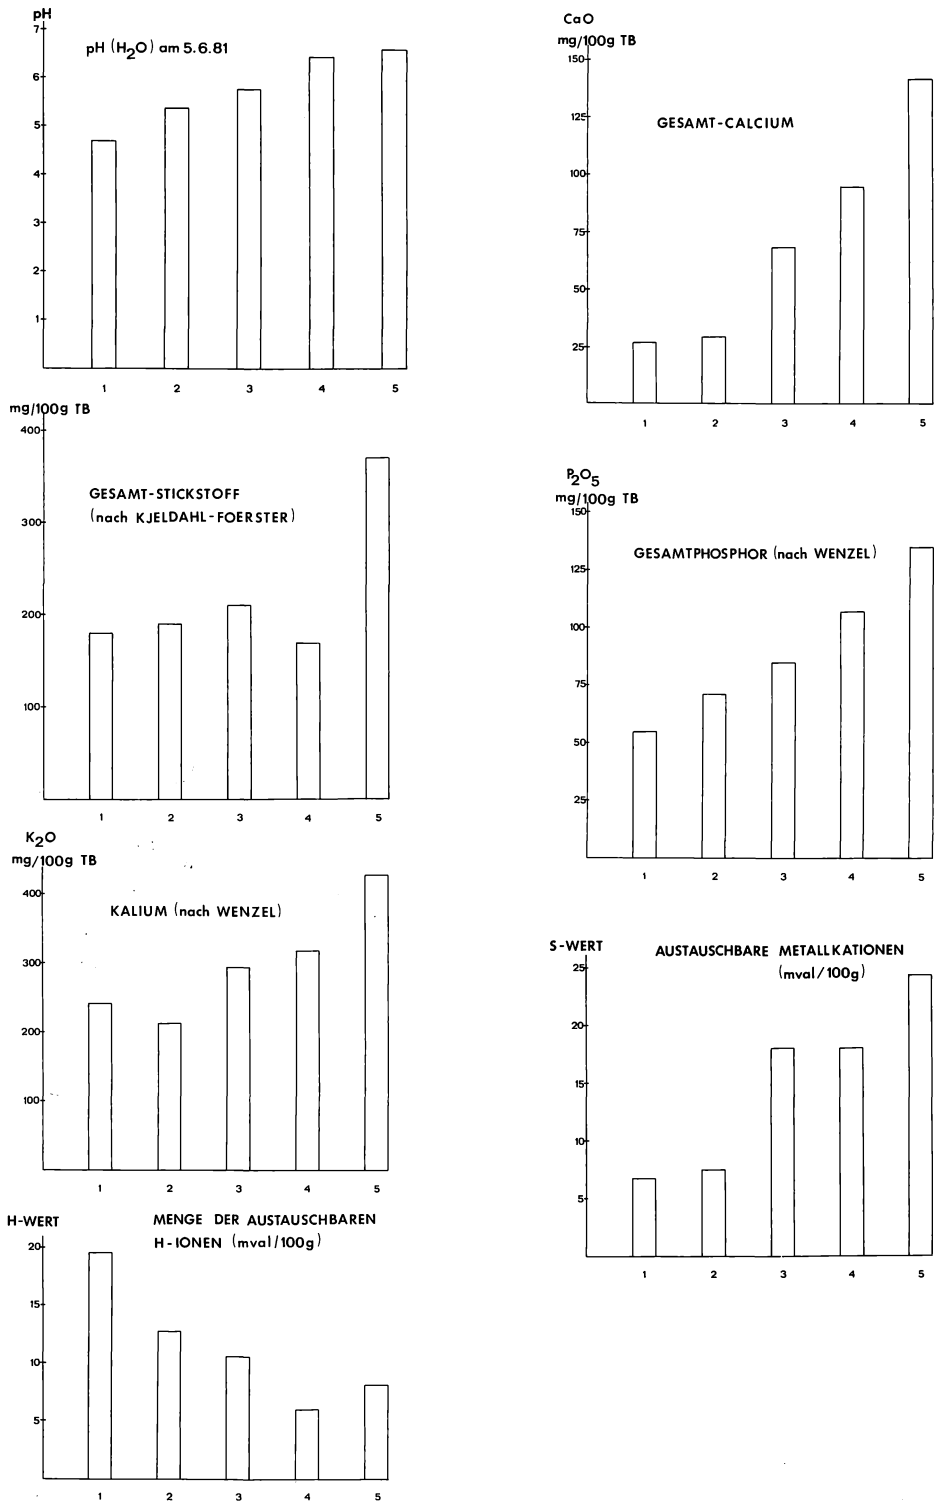 pH
pH (H2O) am 5.6.81
7
6
5
4
3
2
1
1 2 3 4 5
mg/100g TB
400
GESAMT-STICKSTOFF
(nach KJELDAHL-FOERSTER)
300
200
100
1 2 3 4 5
K2O
mg/100g TB
400
KALIUM (nach WENZEL)
300
200
100
1 2 3 4 5
H-WERT
MENGE DER AUSTAUSCHBAREN
H-IONEN (mval/100g)
20
15
10
5
1 2 3 4 5
CaO
mg/100g TB
150
125
GESAMT-CALCIUM
100
75
50
25
1 2 3 4 5
P2O5
mg/100g TB
150
GESAMTPHOSPHOR (nach WENZEL)
125
100
75
50
25
1 2 3 4 5
S-WERT
AUSTAUSCHBARE METALLKATIONEN
(mval/100g)
25
20
15
10
5
1 2 3 4 5